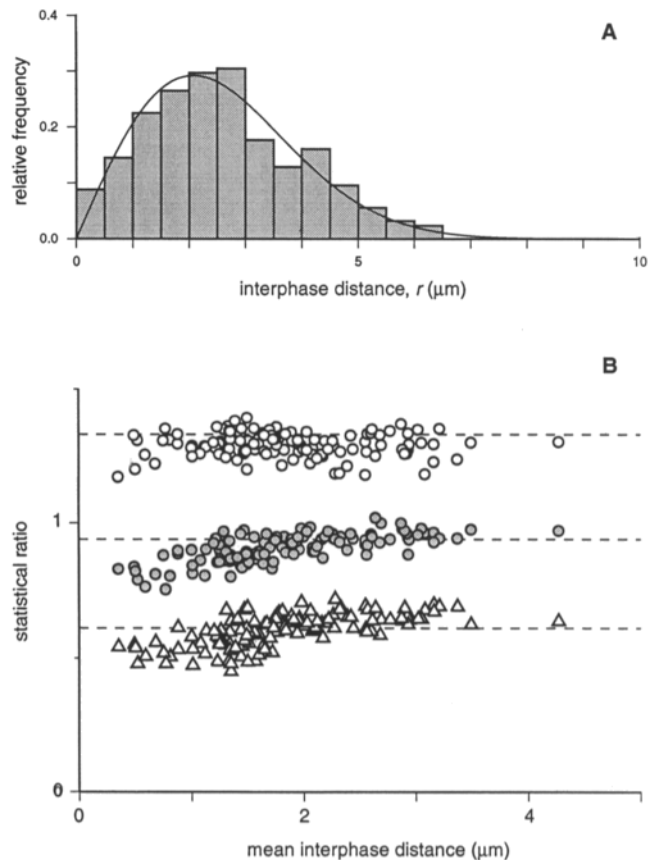 A
0.4
0.2
0.0
relative frequency
0
5
10
interphase distance, r (μm)
B
1
0
statistical ratio
0
2
4
mean interphase distance (μm)